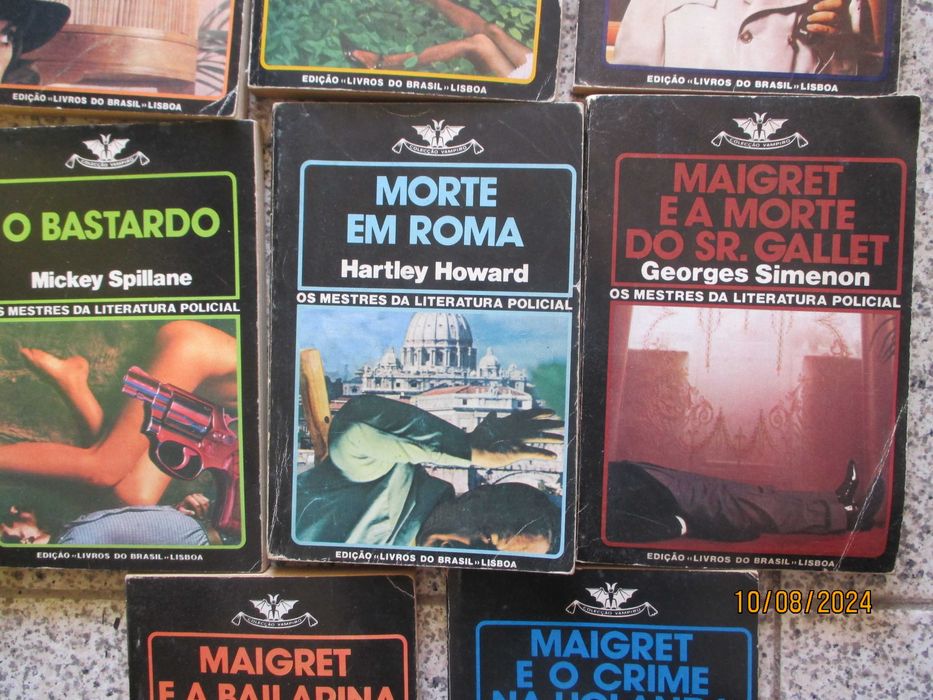 EDIÇÃO «LIVROS DO BRASIL» LISBOA
EDIÇÃO «LIVROS DO BRASIL» LISBOA
EDIÇÃO «LIVROS DO BRASIL» LISBOA
COLECÇÃO VAMPIRO
O BASTARDO
Mickey Spillane
S MESTRES DA LITERATURA POLICIAL
EDIÇÃO «LIVROS DO BRASIL» LISBOA
COLECÇÃO VAMPIRO
MORTE
EM ROMA
Hartley Howard
OS MESTRES DA LITERATURA POLICIAL
EDIÇÃO «LIVROS DO BRASIL» LISBOA
COLECÇÃO VAMPIRO
MAIGRET
E A MORTE
DO SR. GALLET
Georges Simenon
OS MESTRES DA LITERATURA POLICIAL
EDIÇÃO «LIVROS DO BRASIL» LISBOA
COLECÇÃO VAMPIRO
MAIGRET
E A BAILARINA
COLECÇÃO VAMPIRO
MAIGRET
E O CRIME
NA HOLANDA
10/08/2024